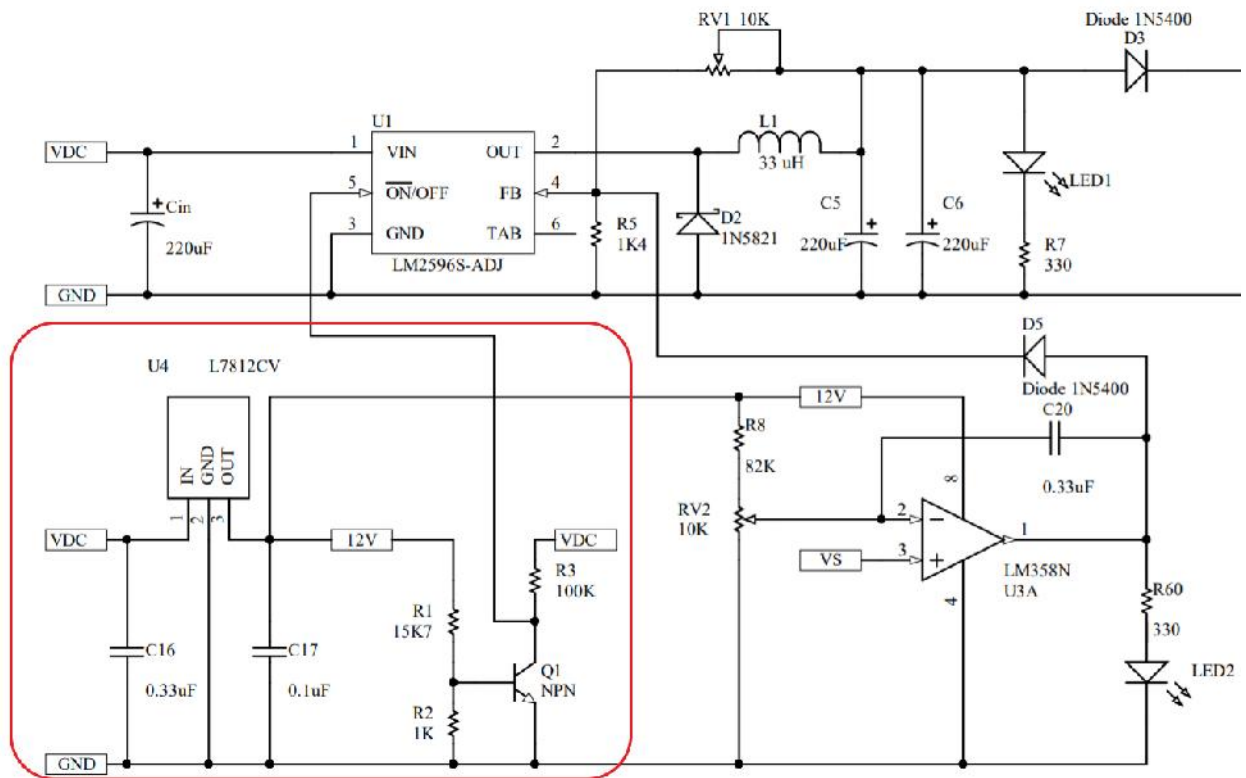 RV1 10K
Diode 1N5400
D3
U1
VDC
1
VIN
OUT
2
L1
33 uH
5
ON/OFF
FB
4
LED1
Cin
220uF
3
GND
TAB
6
R5
1K4
D2
1N5821
C5
220uF
C6
220uF
R7
330
LM2596S-ADJ
GND
D5
U4
L7812CV
Diode 1N5400
12V
C20
R8
82K
0.33uF
IN
GND
OUT
8
1
2
3
RV2
10K
2
1
VDC
12V
VDC
VS
3
LM358N
U3A
R3
100K
4
R60
330
R1
15K7
C16
0.33uF
C17
0.1uF
Q1
NPN
LED2
R2
1K
GND